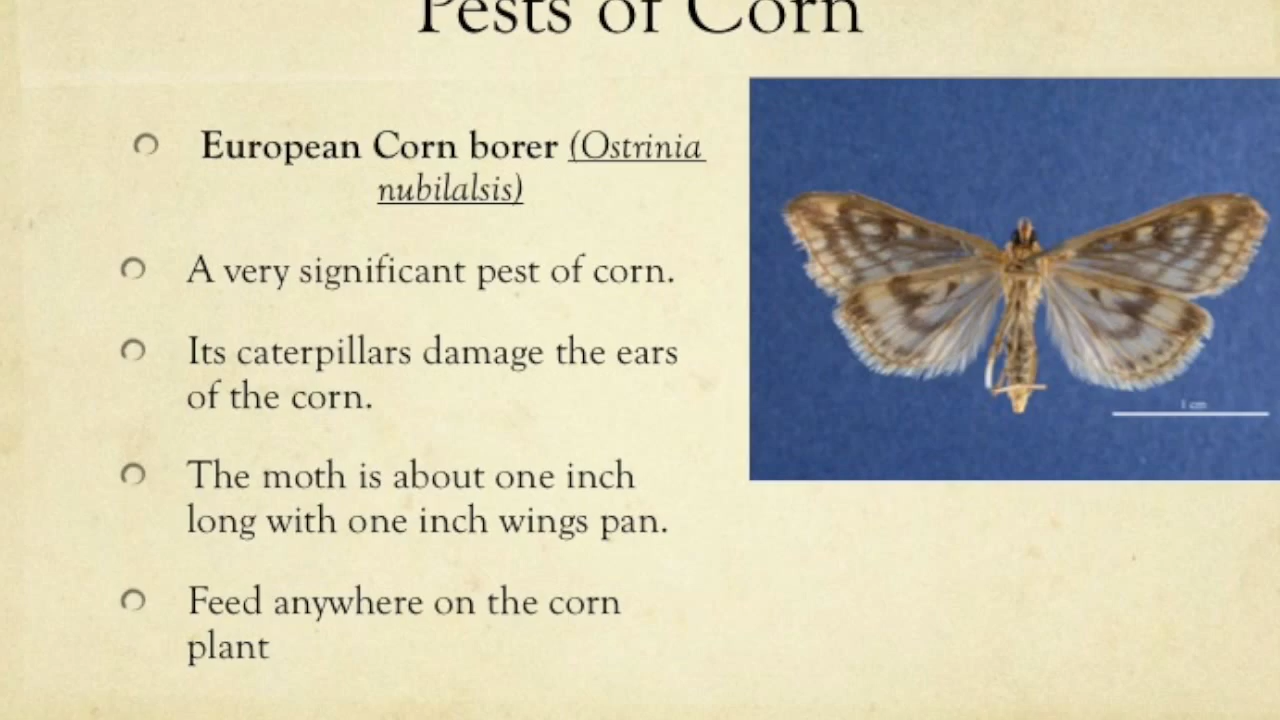 Pests of Corn
European Corn borer (Ostrinia
nubilalsis)
A very significant pest of corn.
Its caterpillars damage the ears
of the corn.
The moth is about one inch
long with one inch wings pan.
Feed anywhere on the corn
plant
1 cm